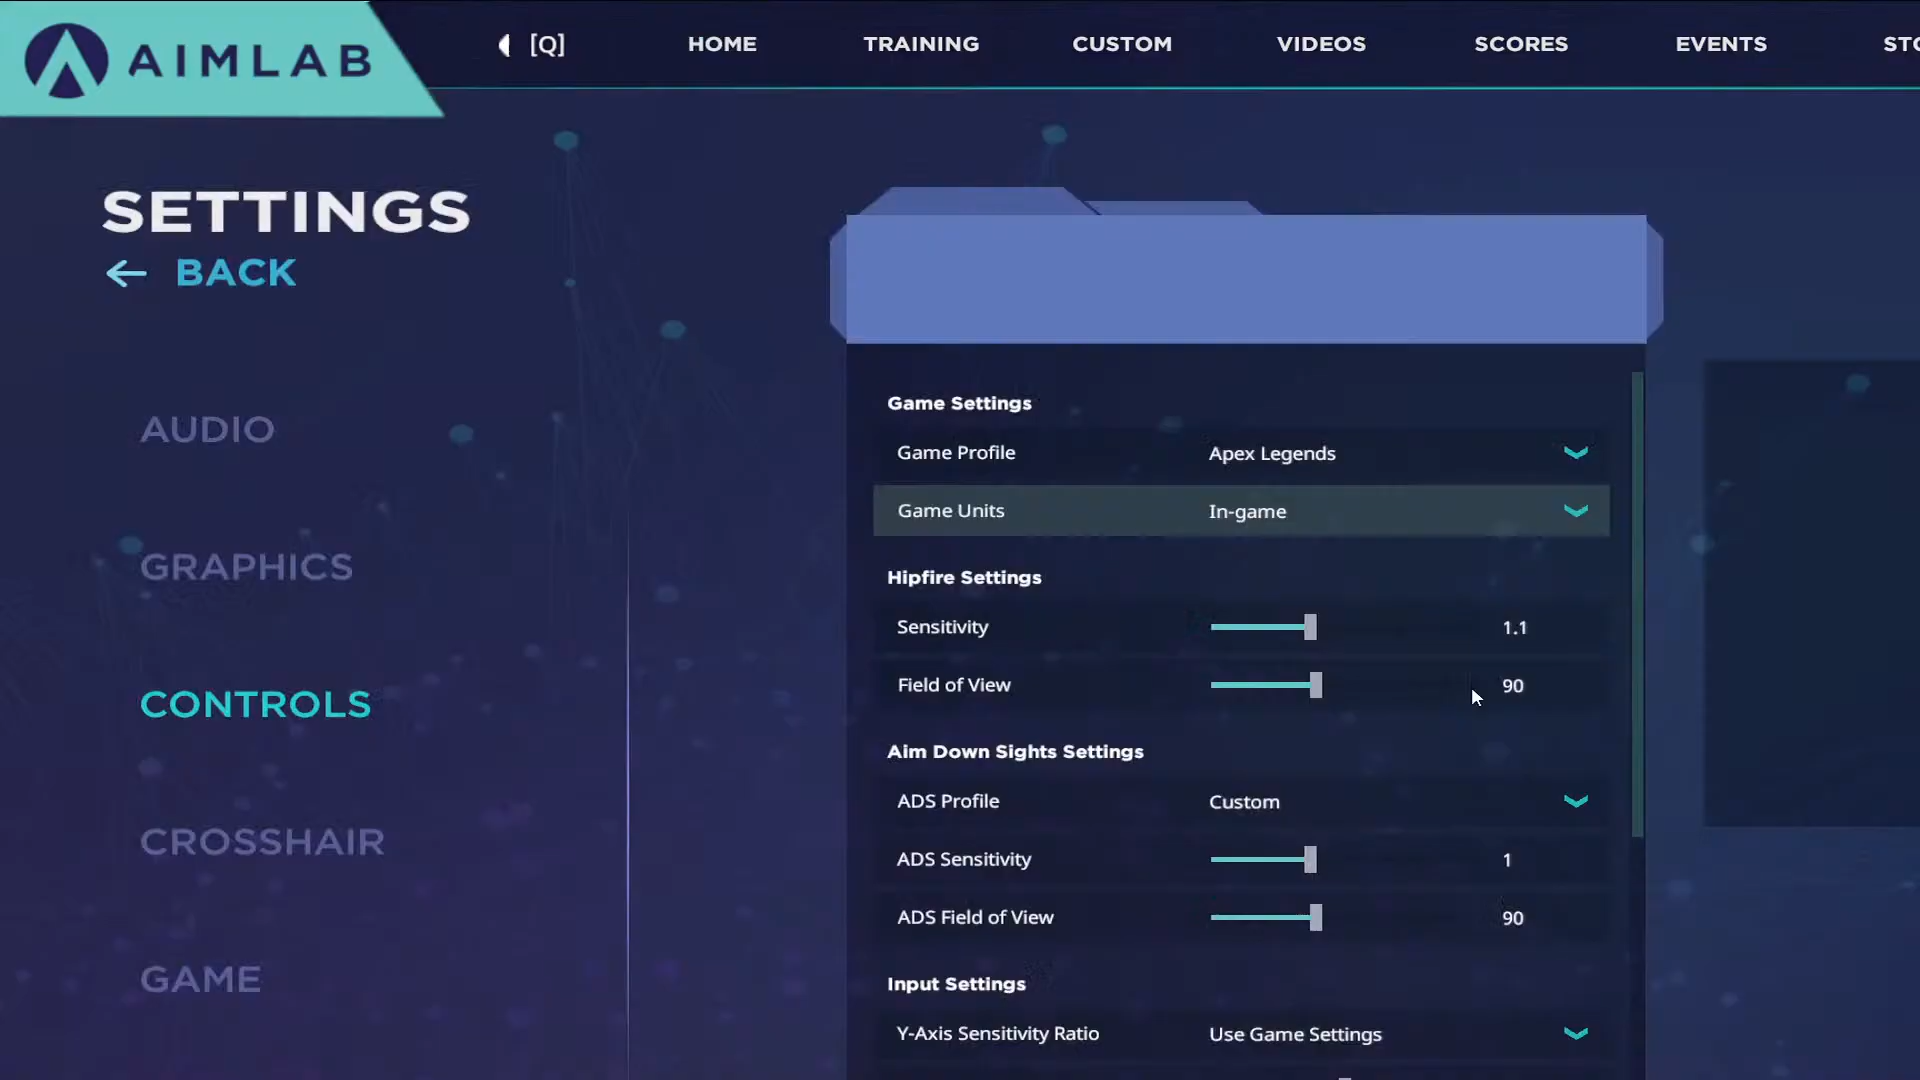 AIMLAB
[Q]
HOME
TRAINING
CUSTOM
VIDEOS
SCORES
EVENTS
STO
SETTINGS
← BACK
AUDIO
GRAPHICS
CONTROLS
CROSSHAIR
GAME
Game Settings
Game Profile Apex Legends
Game Units In-game
Hipfire Settings
Sensitivity 1.1
Field of View 90
Aim Down Sights Settings
ADS Profile Custom
ADS Sensitivity 1
ADS Field of View 90
Input Settings
Y-Axis Sensitivity Ratio Use Game Settings